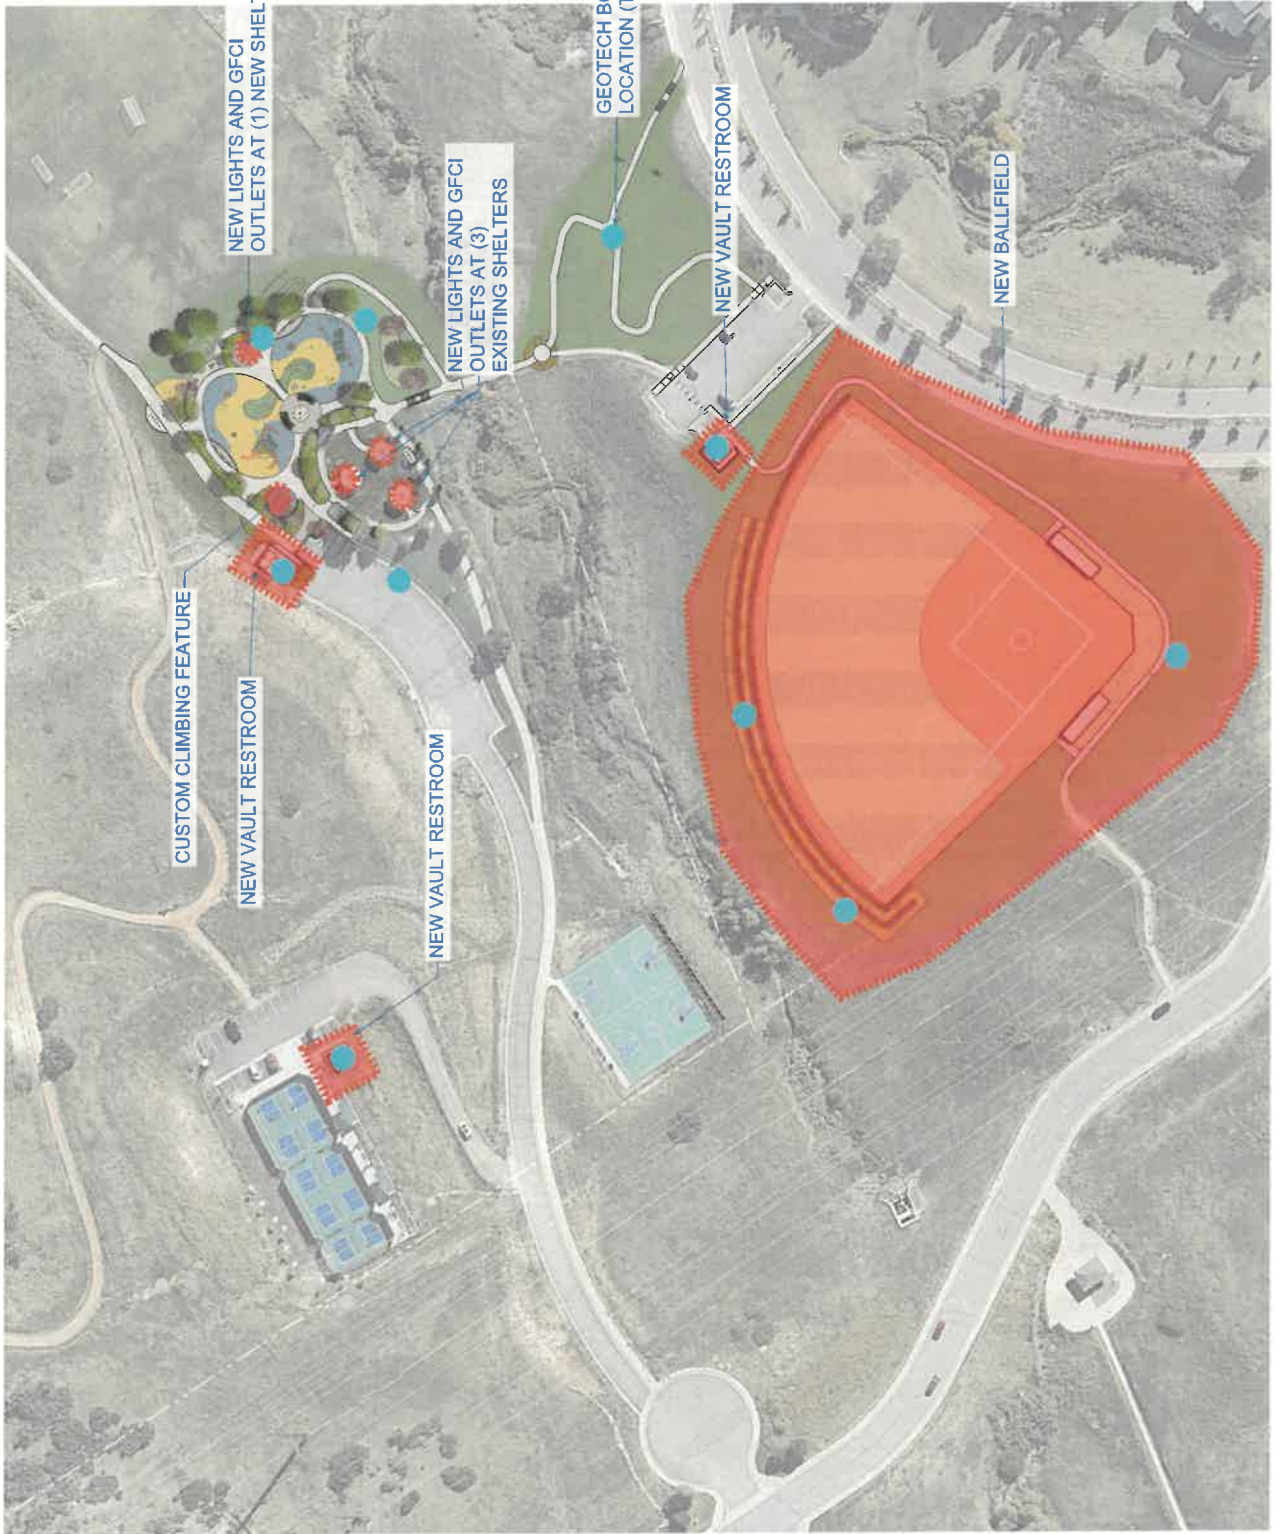 NEW LIGHTS AND GFCI
OUTLETS AT (1) NEW
NEW LIGHTS AND GFCI
OUTLETS AT (3)
EXISTING SHELTERS
GEOTECH
LOCATION
NEW VAULT RESTROOM
NEW BALLFIELD
CUSTOM CLIMBING FEATURE
NEW VAULT RESTROOM
NEW VAULT RESTROOM